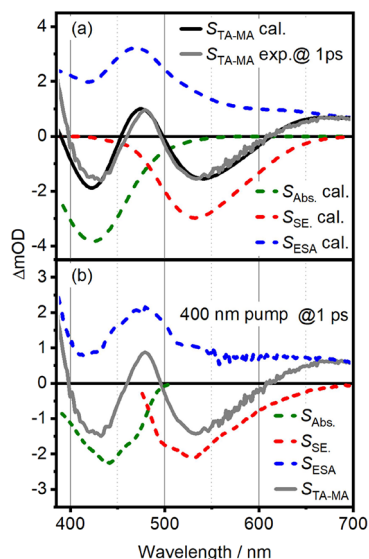 (a)
S_TA-MA cal.
S_TA-MA exp.@ 1ps
S_Abs. cal.
S_SE. cal.
S_ESA cal.
4
2
0
-2
-4
ΔmOD
(b)
400 nm pump @1 ps
S_Abs.
S_SE.
S_ESA
S_TA-MA
3
2
1
0
-1
-2
-3
400 500 600 700
Wavelength / nm